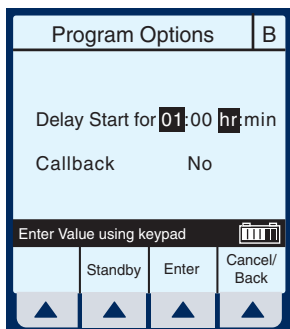 Program Options B
Delay Start for 01:00 hr:min
Callback No
Enter Value using keypad
Standby Enter Cancel/
Back